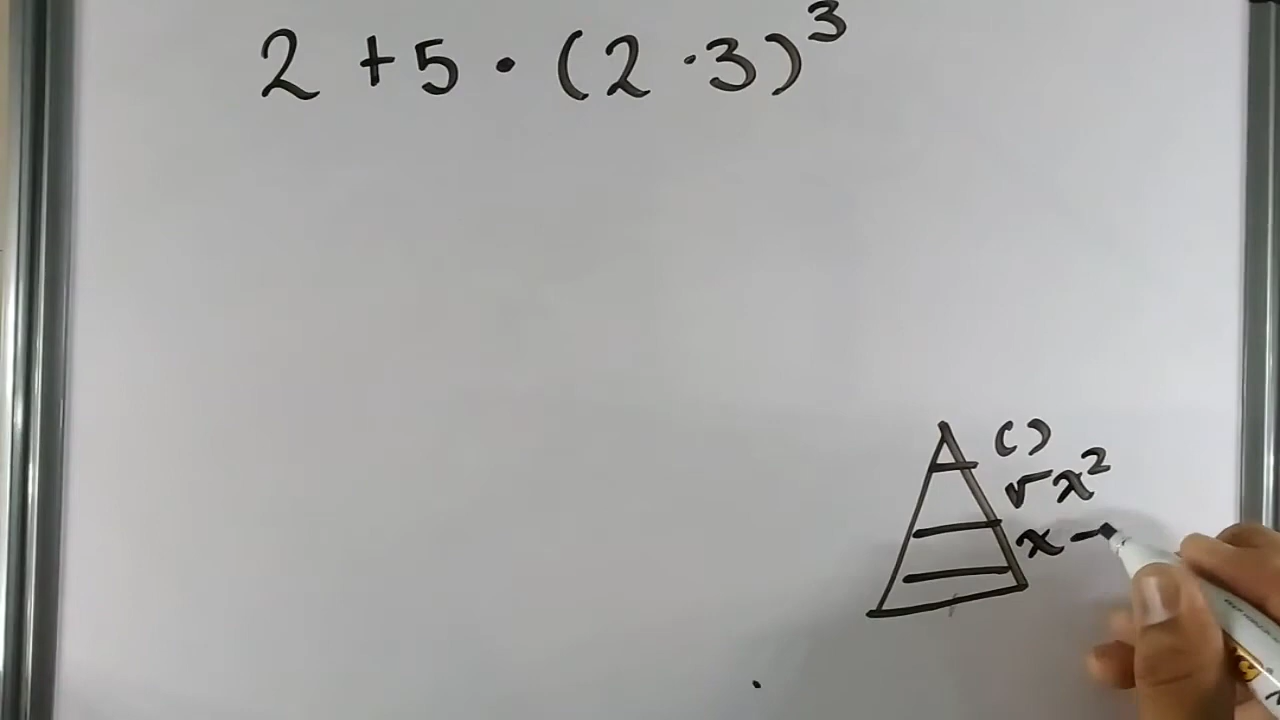 2 + 5 · (2 · 3)³
( )
√ x²
x -